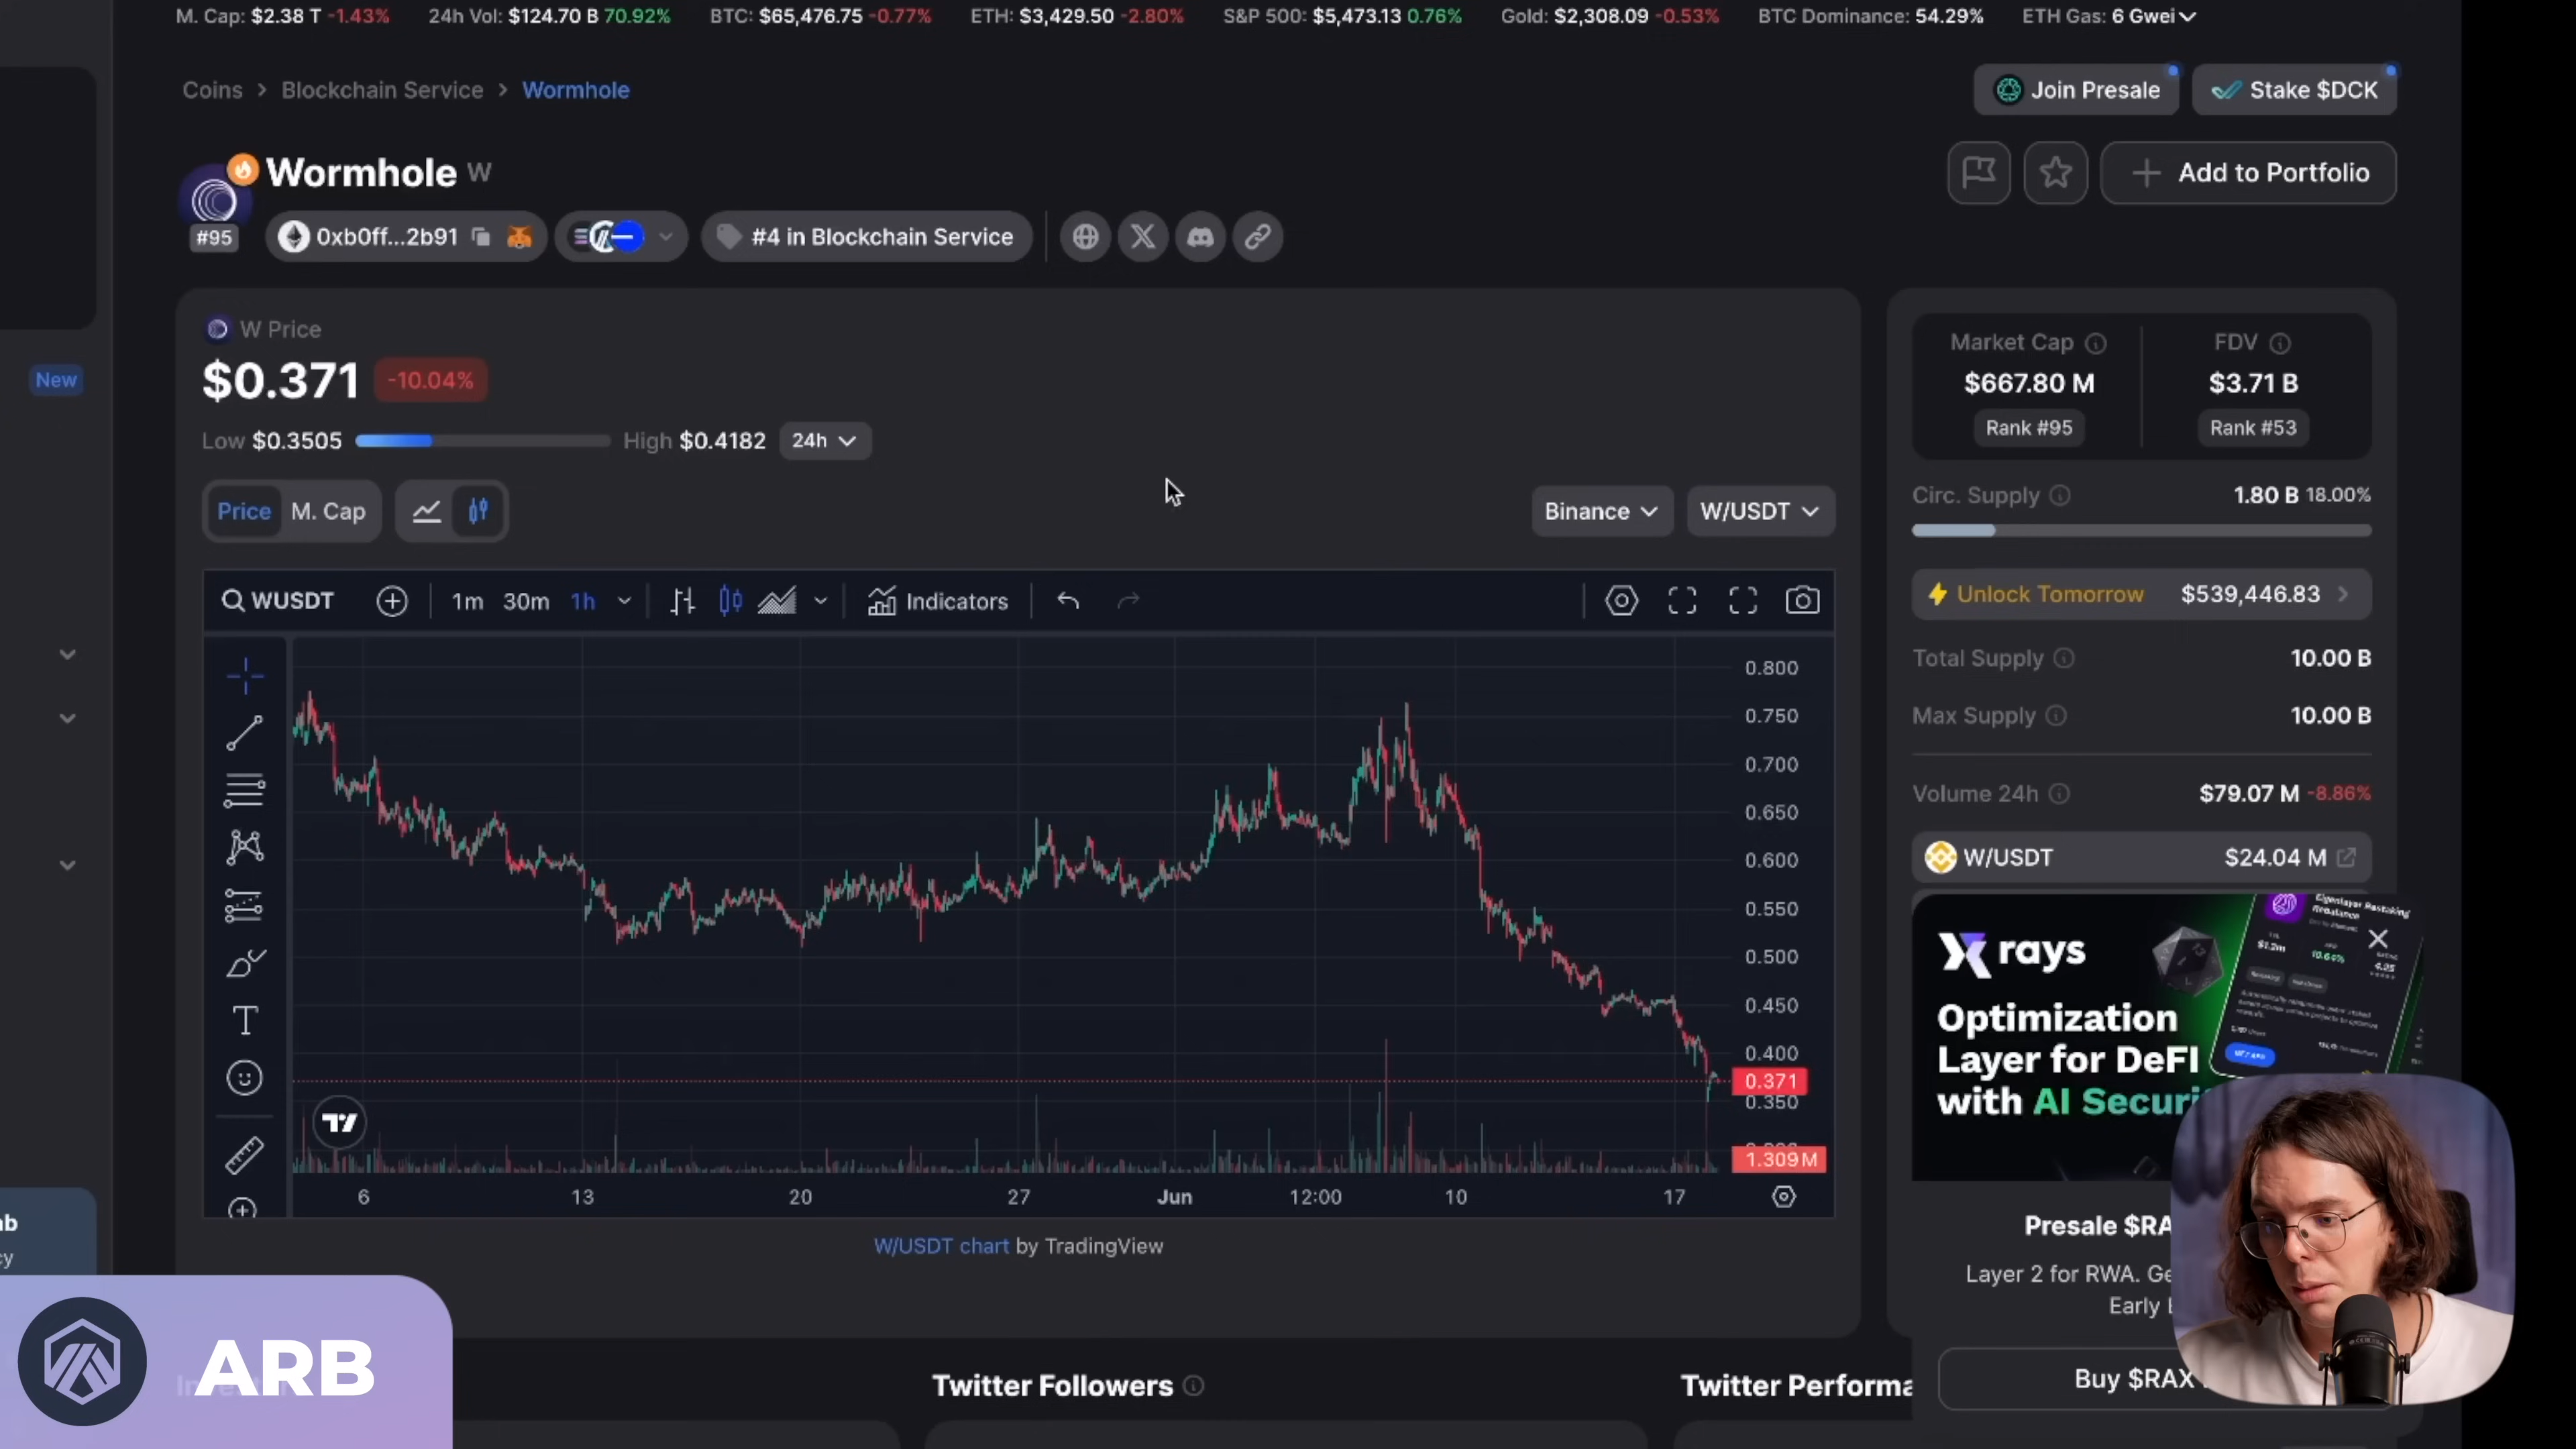 M. Cap: $2.38 T -1.43% 24h Vol: $124.70 B 70.92% BTC: $65,476.75 -0.77% ETH: $3,429.50 -2.80% S&P 500: $5,473.13 0.76% Gold: $2,308.09 -0.53% BTC Dominance: 54.29% ETH Gas: 6 Gwei
Coins > Blockchain Service > Wormhole
Join Presale
Stake $DCK
Wormhole W
#95
0xb0ff...2b91
#4 in Blockchain Service
Add to Portfolio
W Price
$0.371 -10.04%
Low $0.3505 High $0.4182 24h
Price M. Cap
Binance W/USDT
WUSDT 1m 30m 1h Indicators
0.800
0.750
0.700
0.650
0.600
0.550
0.500
0.450
0.400
0.371
0.350
1.309M
6 13 20 27 Jun 12:00 10 17
W/USDT chart by TradingView
New
Market Cap FDV
$667.80 M $3.71 B
Rank #95 Rank #53
Circ. Supply 1.80 B 18.00%
Unlock Tomorrow $539,446.83
Total Supply 10.00 B
Max Supply 10.00 B
Volume 24h $79.07 M -8.86%
W/USDT $24.04 M
rays
Optimization
Layer for DeFI
with AI Securi
Eigenlayer Restaking
Rebalance
$1.2m 10.64% 4.95
Presale $RA
Layer 2 for RWA. Ge
Early
Buy $RAX
ARB
Twitter Followers
Twitter Performa